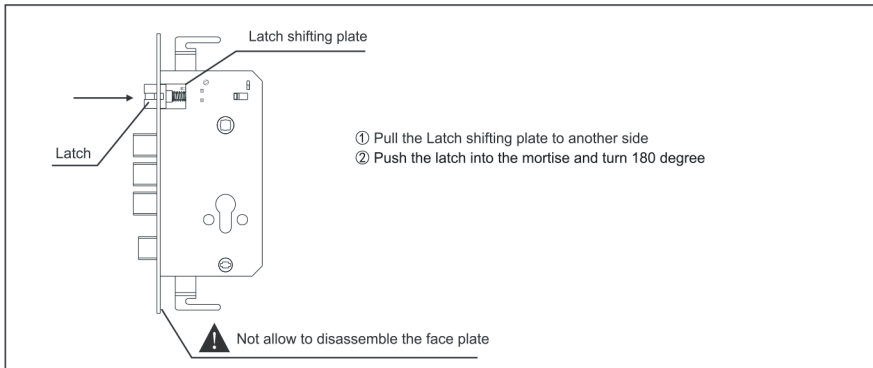 Latch shifting plate
Latch
① Pull the Latch shifting plate to another side
② Push the latch into the mortise and turn 180 degree
Not allow to disassemble the face plate